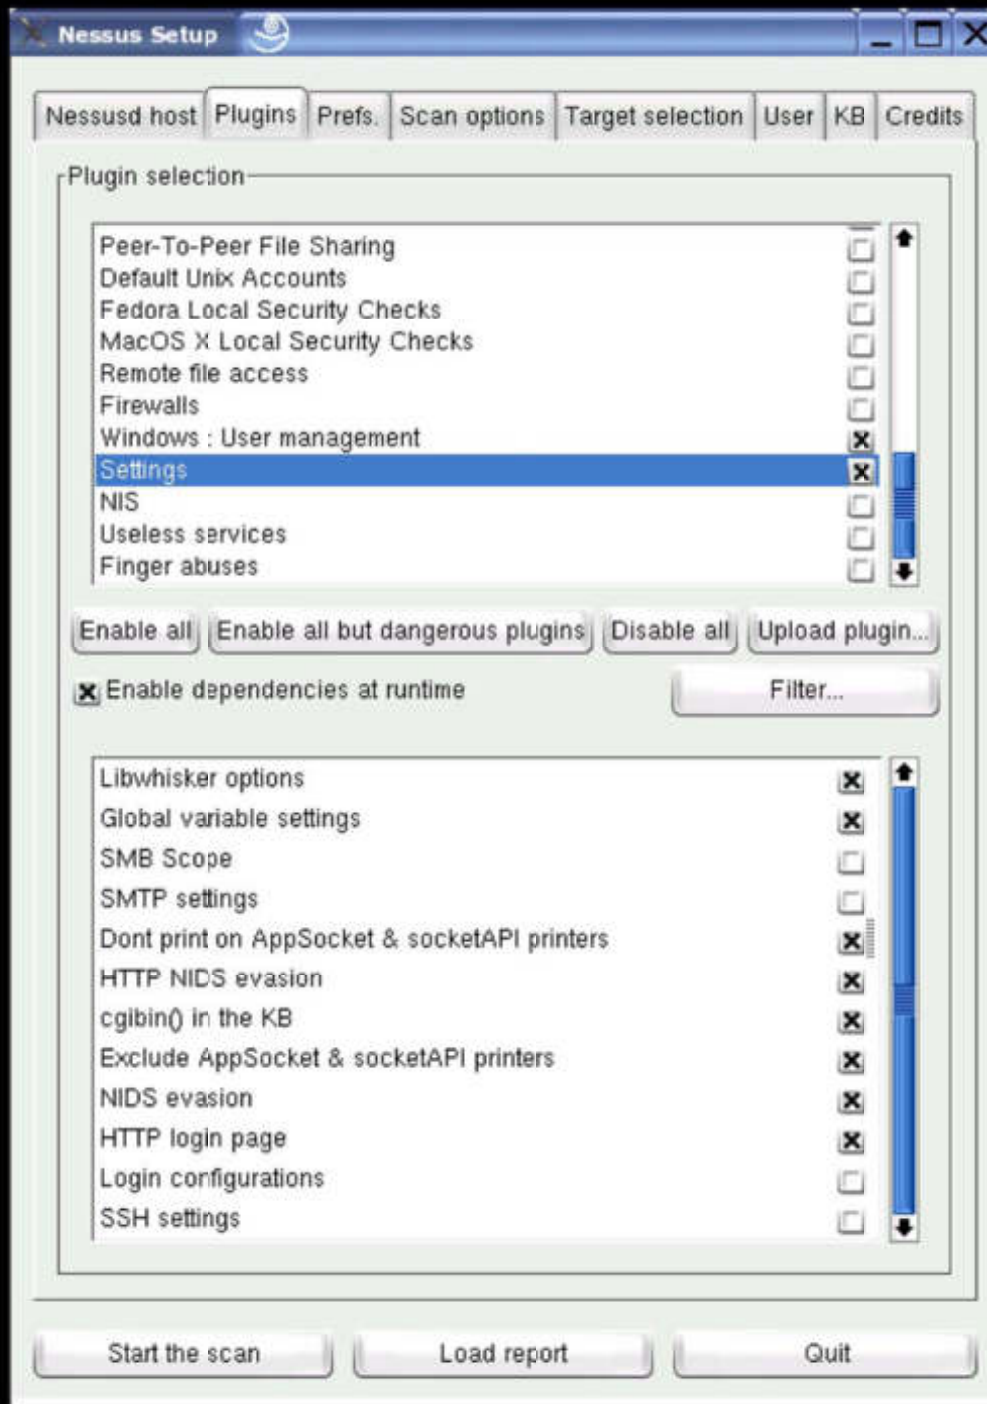 Nessus Setup
Nessusd host Plugins Prefs. Scan options Target selection User KB Credits
Plugin selection
Peer-To-Peer File Sharing
Default Unix Accounts
Fedora Local Security Checks
MacOS X Local Security Checks
Remote file access
Firewalls
Windows : User management
Settings
NIS
Useless services
Finger abuses
Enable all Enable all but dangerous plugins Disable all Upload plugin...
Enable dependencies at runtime Filter...
Libwhisker options
Global variable settings
SMB Scope
SMTP settings
Dont print on AppSocket & socketAPI printers
HTTP NIDS evasion
cgibin() in the KB
Exclude AppSocket & socketAPI printers
NIDS evasion
HTTP login page
Login configurations
SSH settings
Start the scan Load report Quit